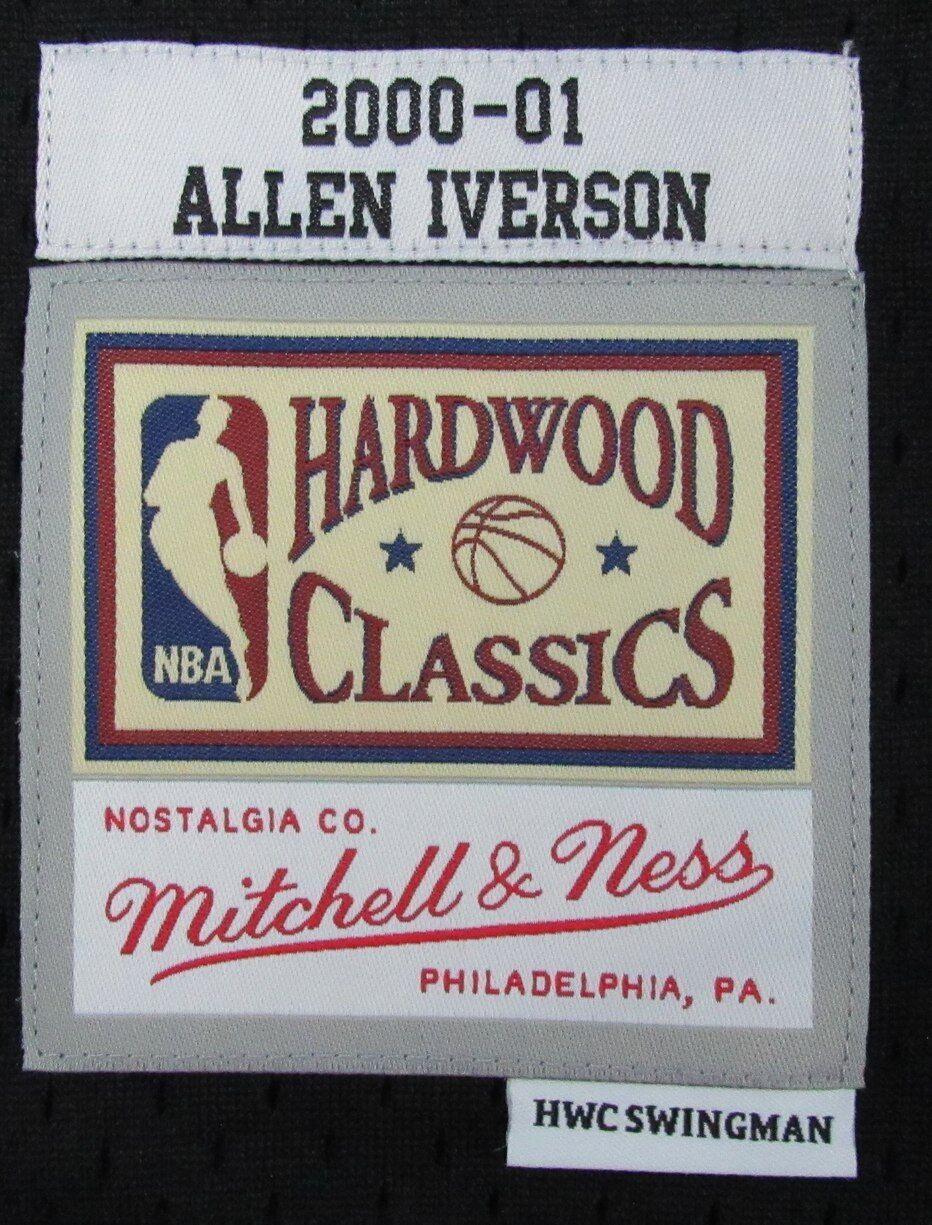 2000-01
ALLEN IVERSON
HARDWOOD
CLASSICS
NBA
NOSTALGIA CO.
Mitchell & Ness
PHILADELPHIA, PA.
HWC SWINGMAN